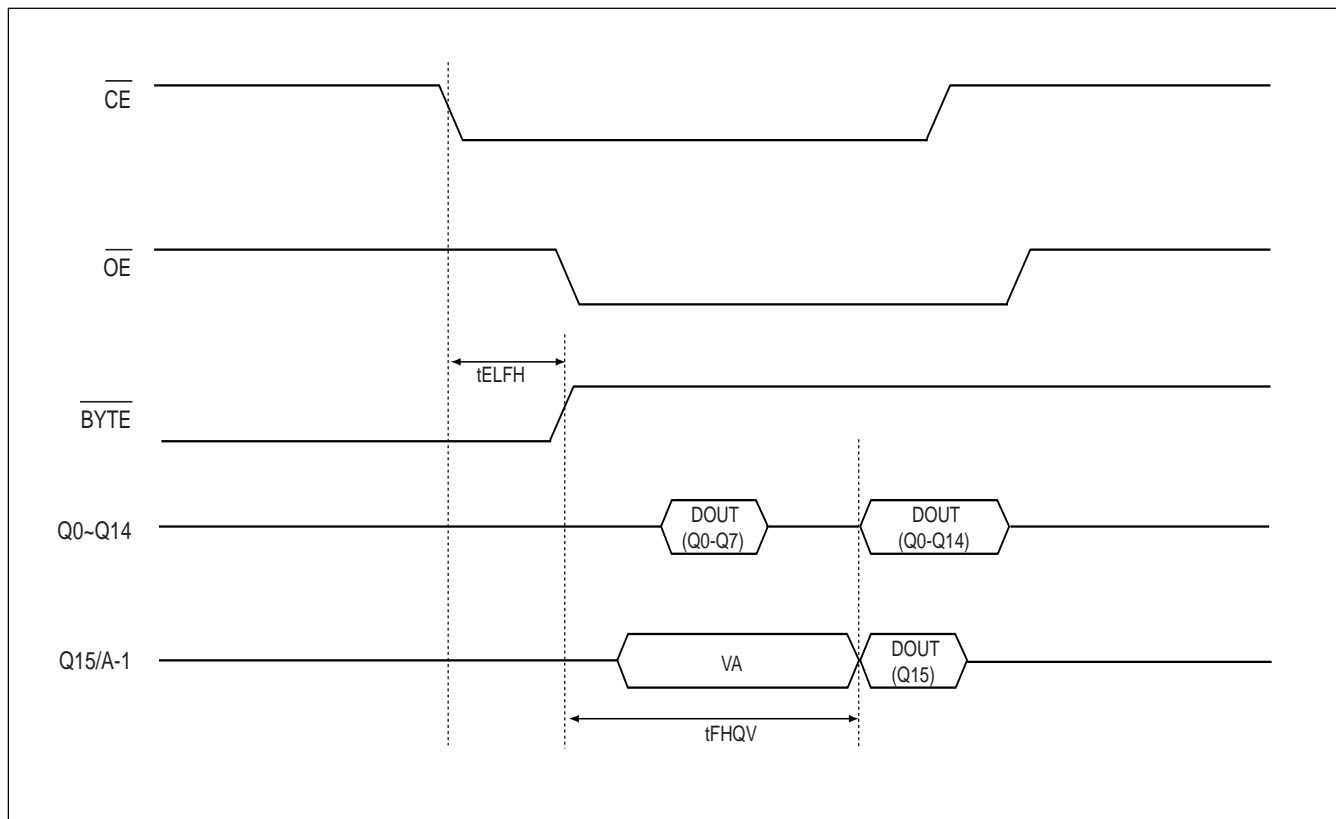 CE
OE
tELFH
BYTE
Q0~Q14
DOUT
(Q0-Q7)
DOUT
(Q0-Q14)
Q15/A-1
VA
DOUT
(Q15)
tFHQV